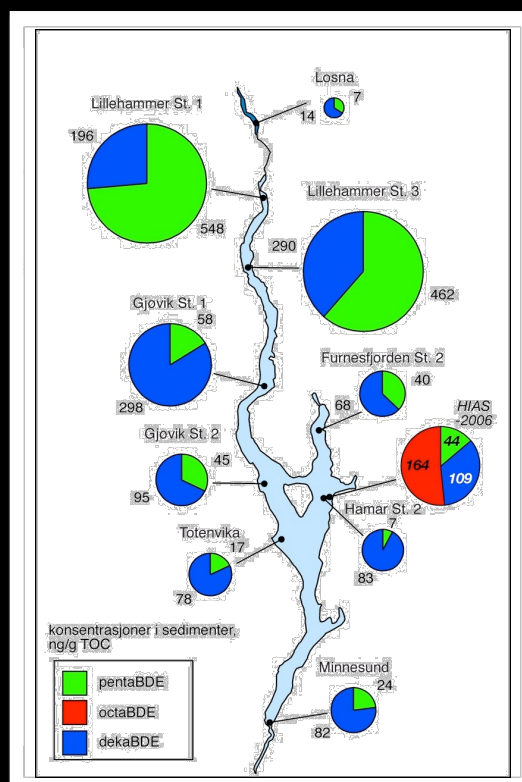 Losna
7
14
Lillehammer St. 1
196
548
Lillehammer St. 3
290
462
Gjøvik St. 1
58
298
Furnesfjorden St. 2
40
68
HIAS
-2006
44
164
109
Gjøvik St. 2
45
95
Hamar St. 2
7
83
Totenvika
17
78
konsentrasjoner i sedimenter,
ng/g TOC
pentaBDE
octaBDE
dekaBDE
Minnesund
24
82